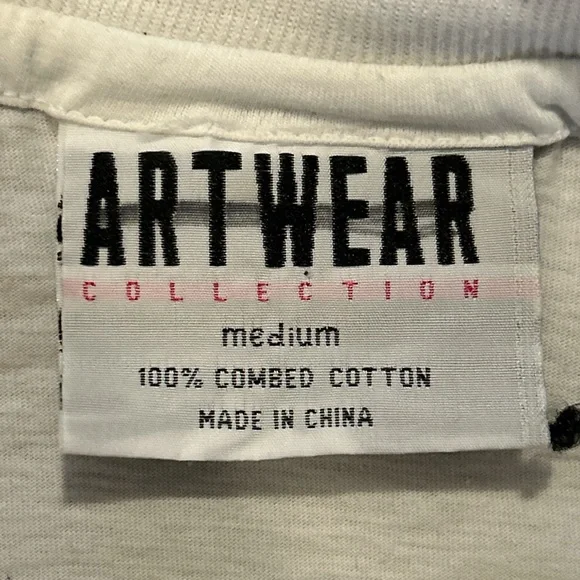 ARTWEAR
COLLECTION
medium
100% COMBED COTTON
MADE IN CHINA